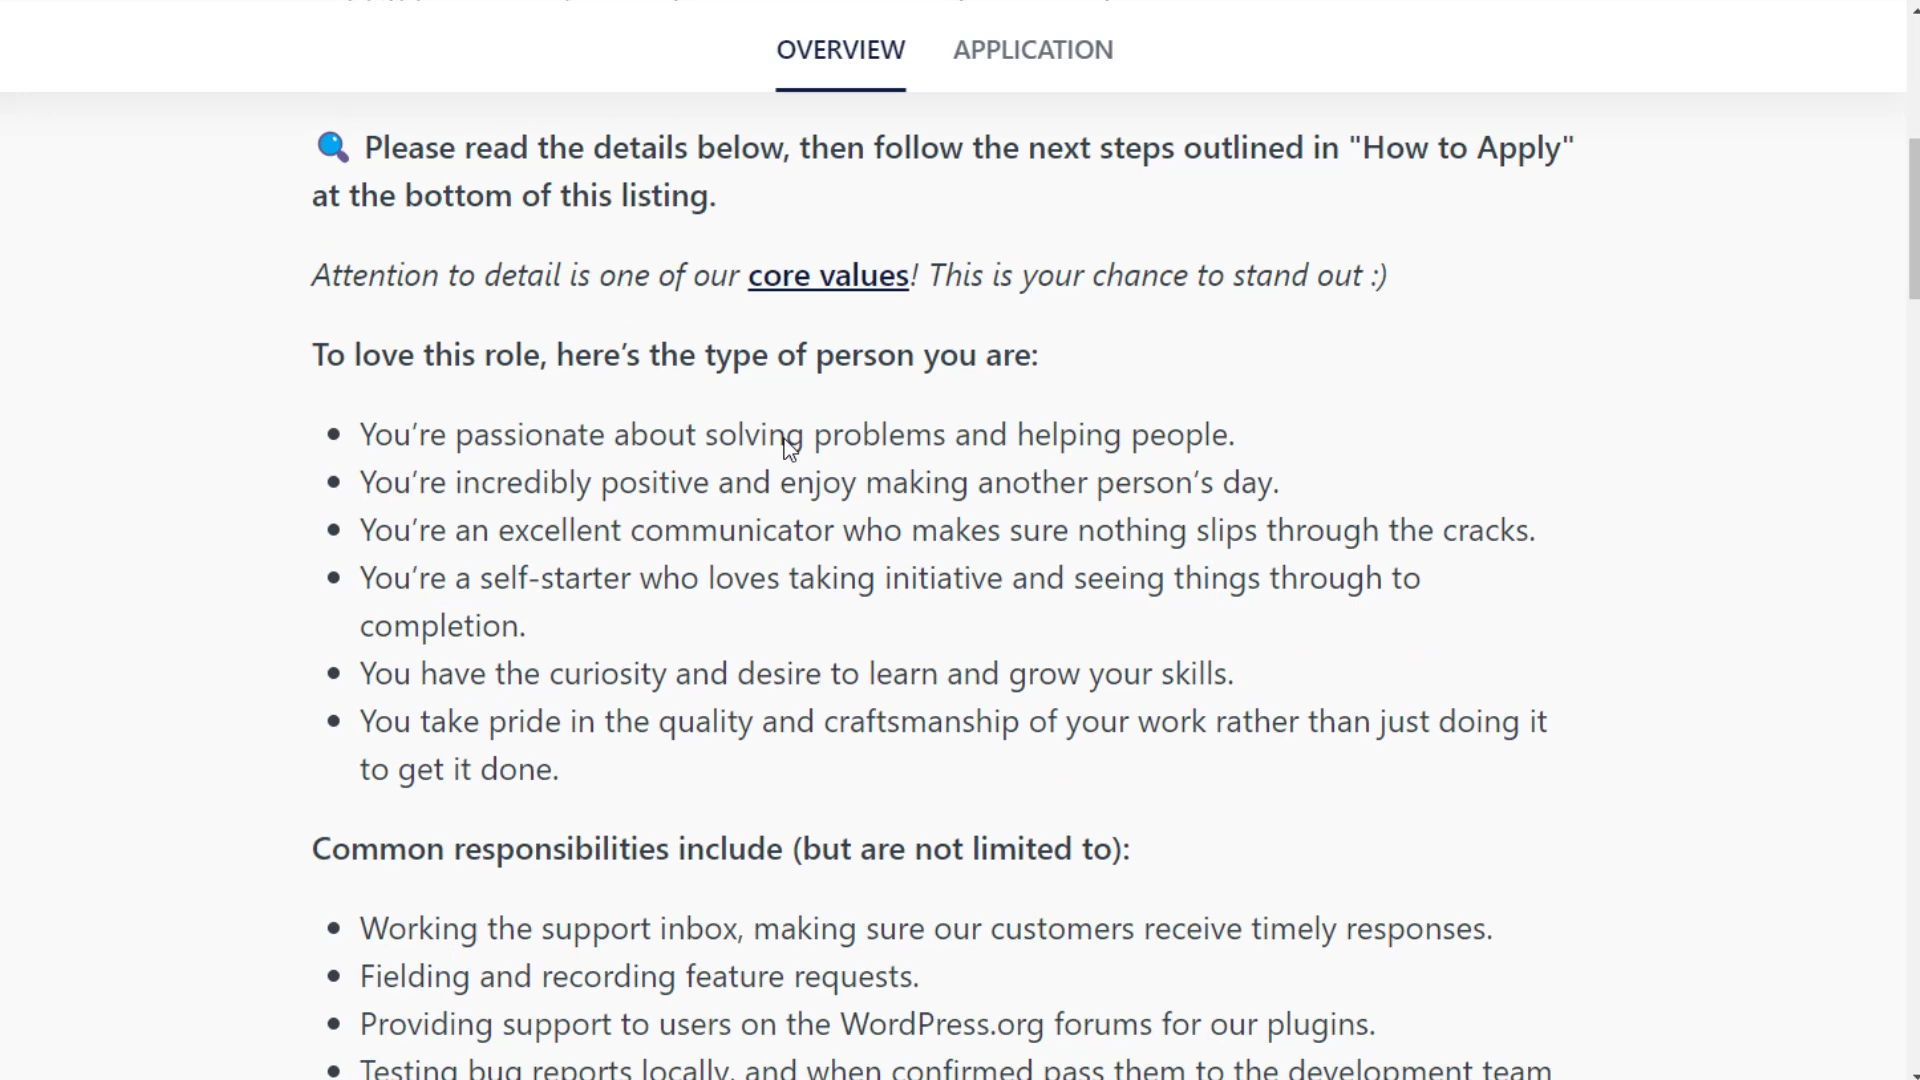 OVERVIEW APPLICATION
Please read the details below, then follow the next steps outlined in "How to Apply"
at the bottom of this listing.
Attention to detail is one of our core values! This is your chance to stand out :)
To love this role, here’s the type of person you are:
You’re passionate about solving problems and helping people.
You’re incredibly positive and enjoy making another person’s day.
You’re an excellent communicator who makes sure nothing slips through the cracks.
You’re a self-starter who loves taking initiative and seeing things through to
completion.
You have the curiosity and desire to learn and grow your skills.
You take pride in the quality and craftsmanship of your work rather than just doing it
to get it done.
Common responsibilities include (but are not limited to):
Working the support inbox, making sure our customers receive timely responses.
Fielding and recording feature requests.
Providing support to users on the WordPress.org forums for our plugins.
Testing bug reports locally, and when confirmed pass them to the development team